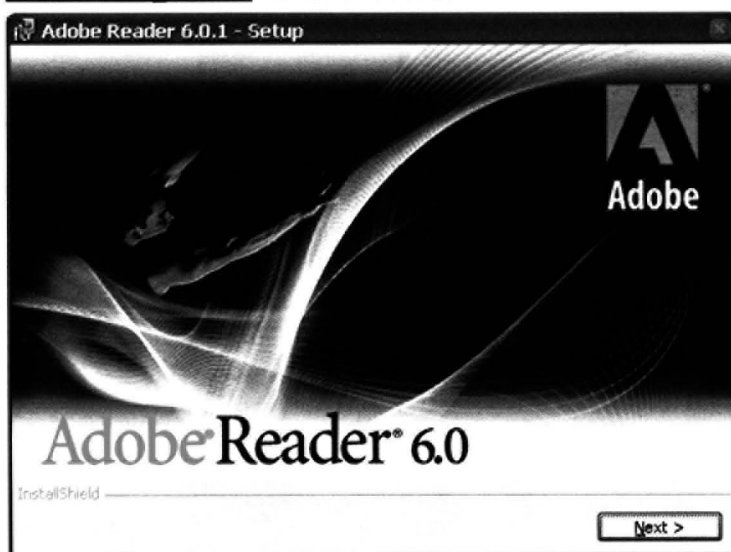 Adobe Reader 6.0.1 - Setup
Adobe
Adobe® Reader® 6.0
InstallShield
Next >